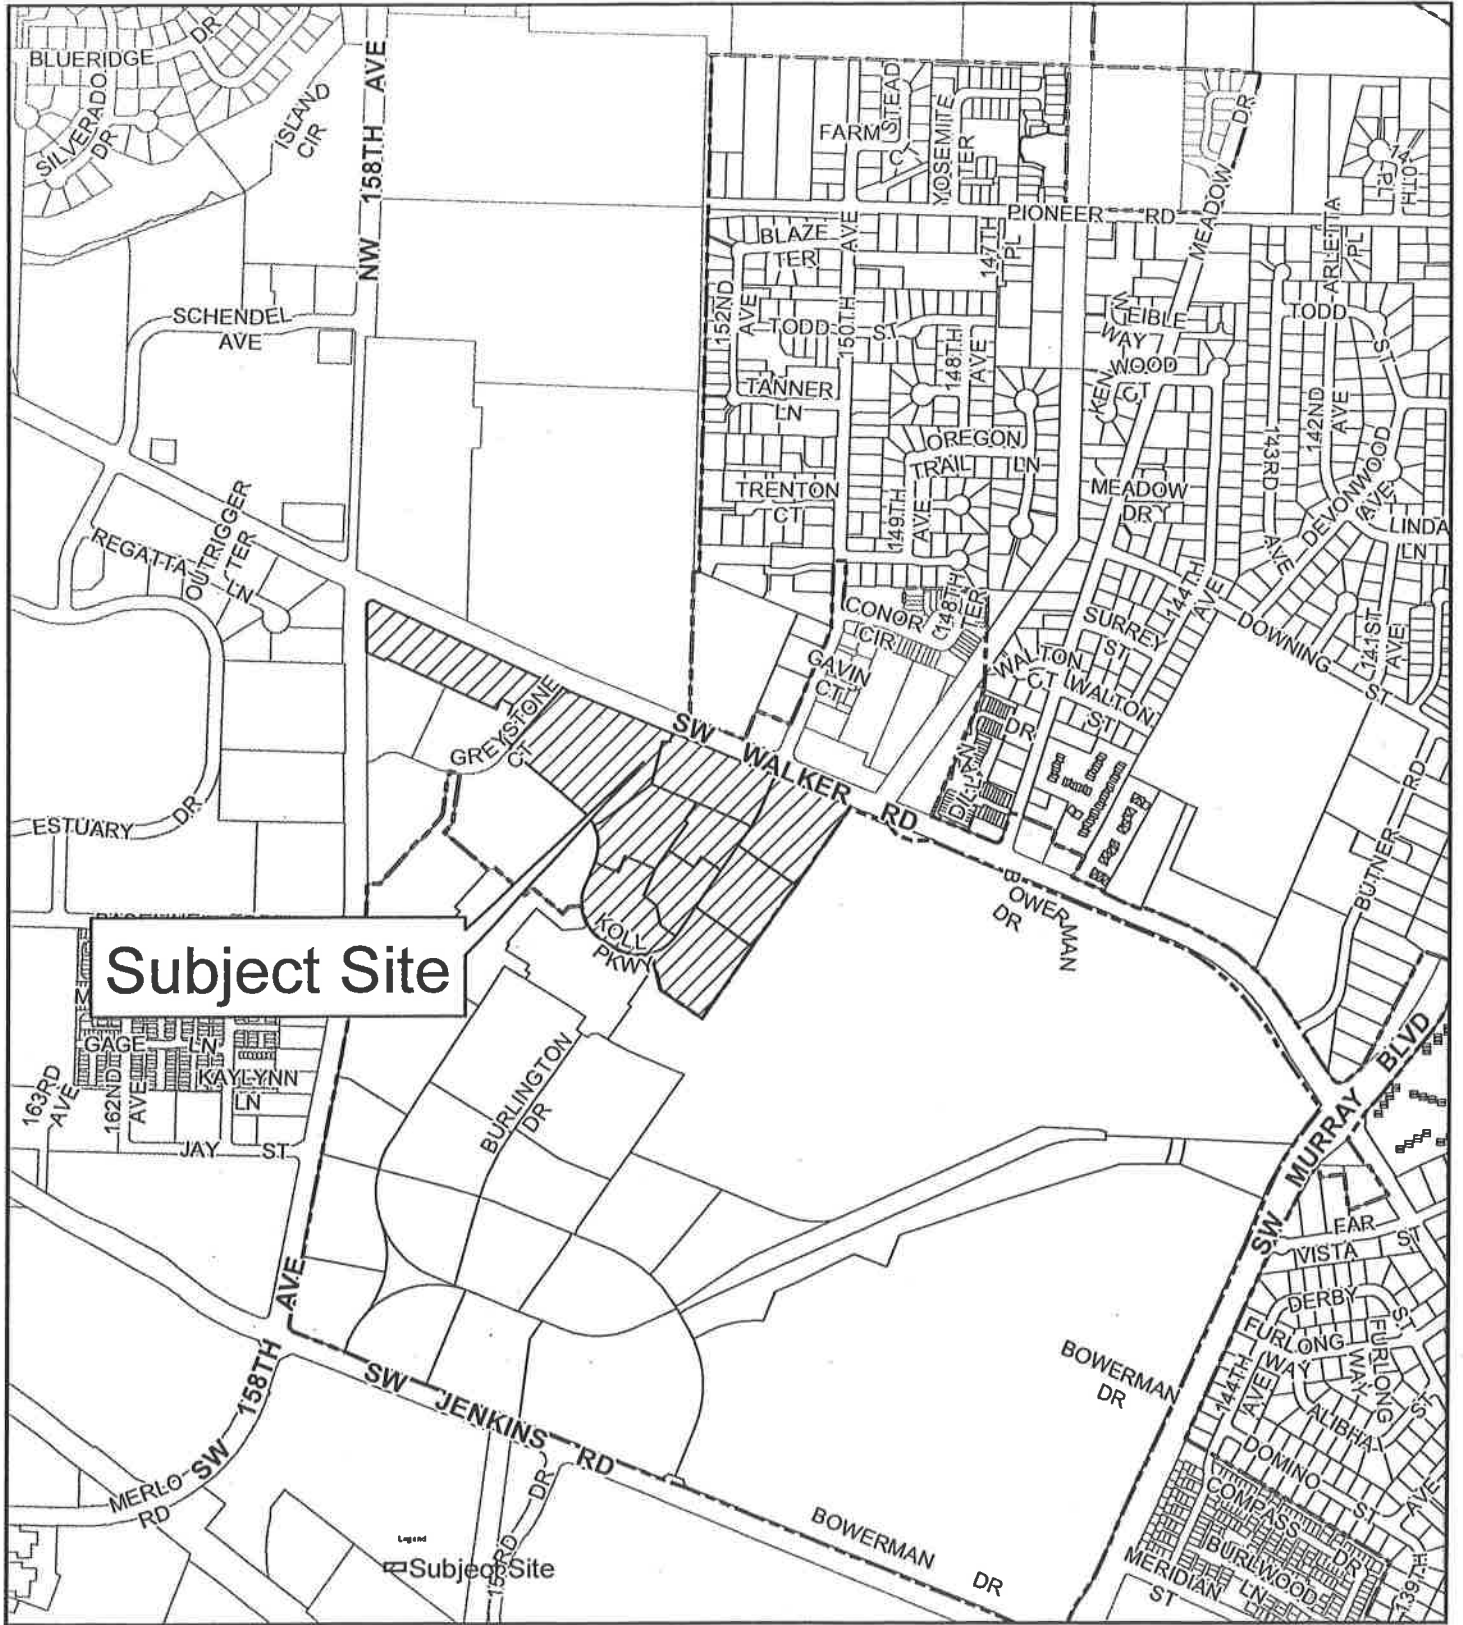 BLUERIDGE DR
SILVERADO
DR
ISLAND
CIR
NW 158TH AVE
FARM STEAD
CT
YOSEMITE
TER
MEADOW DR
140TH
PL
PIONEER RD
147TH
PL
ARLETTA
PL
BLAZE
TER
152ND
AVE
150TH AVE
TODD ST
148TH
AVE
TANNER
LN
SCHENDEL
AVE
WEIBLE
WAY
KENWOOD
CT
TODD ST
142ND
AVE
143RD AVE
OREGON
TRAIL LN
TRENTON
CT
149TH
AVE
MEADOW
DR
DEVONWOOD
AVE
LINDA
LN
REGATTA LN
OUTRIGGER
TER
CONOR
CIR
148TH
TER
GAVIN
CT
144TH
AVE
SURREY
ST
DOWNING ST
141ST
AVE
WALTON
CT
WALTON
ST
DILLAN DR
GREYSTONE
CT
SW WALKER RD
ESTUARY DR
BUTNER RD
BOWERMAN
DR
KOLL
PKWY
Subject Site
GAGE LN
KAYLYNN
LN
163RD
AVE
162ND
AVE
JAY ST
BURLINGTON
DR
SW MURRAY BLVD
FAR
VISTA ST
DERBY ST
FURLONG
WAY
FURLONG
WAY
144TH
AVE
ALIBHAI ST
DOMINO ST
AVE
BOWERMAN
DR
SW 158TH AVE
SW JENKINS RD
MERLO
RD
DR
BOWERMAN
DR
COMPASS
DR
BURLWOOD
LN
MERIDIAN
ST
139TH
Legend
Subject Site